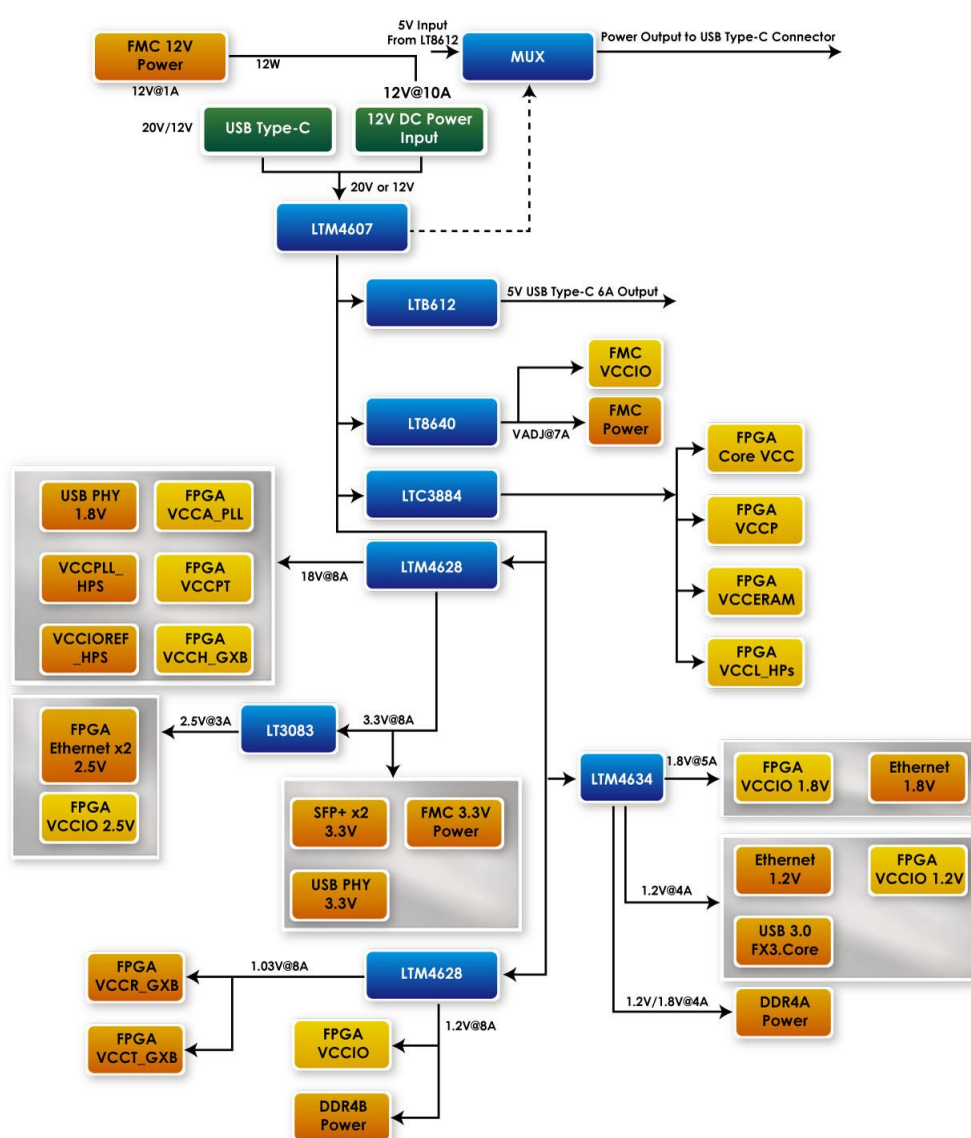 5V Input
From LT8612
Power Output to USB Type-C Connector
FMC 12V
Power
12W
MUX
12V@1A
12V@10A
20V/12V
USB Type-C
12V DC Power
Input
20V or 12V
LTM4607
LTB612
5V USB Type-C 6A Output
FMC
VCCIO
LT8640
VADJ@7A
FMC
Power
FPGA
Core VCC
LTC3884
USB PHY
1.8V
FPGA
VCCA_PLL
FPGA
VCCP
VCCPLL_
HPS
FPGA
VCCPT
18V@8A
LTM4628
FPGA
VCCERAM
VCCIOREF
_HPS
FPGA
VCCH_GXB
FPGA
VCCL_HPs
FPGA
Ethernet x2
2.5V
2.5V@3A
LT3083
3.3V@8A
FPGA
VCCIO 2.5V
LTM4634
1.8V@5A
FPGA
VCCIO 1.8V
Ethernet
1.8V
SFP+ x2
3.3V
FMC 3.3V
Power
USB PHY
3.3V
1.2V@4A
Ethernet
1.2V
FPGA
VCCIO 1.2V
USB 3.0
FX3.Core
FPGA
VCCR_GXB
1.03V@8A
LTM4628
1.2V/1.8V@4A
DDR4A
Power
1.2V@8A
FPGA
VCCT_GXB
FPGA
VCCIO
DDR4B
Power